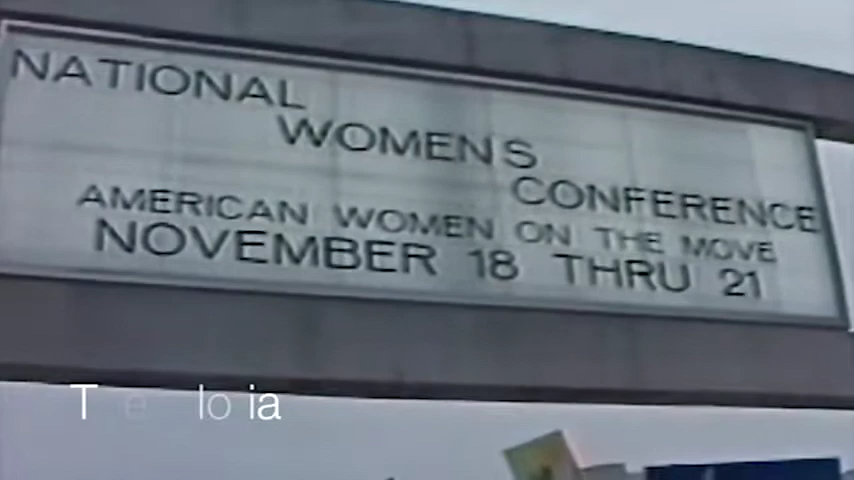 NATIONAL
WOMENS
CONFERENCE
AMERICAN WOMEN ON THE MOVE
NOVEMBER 18 THRU 21